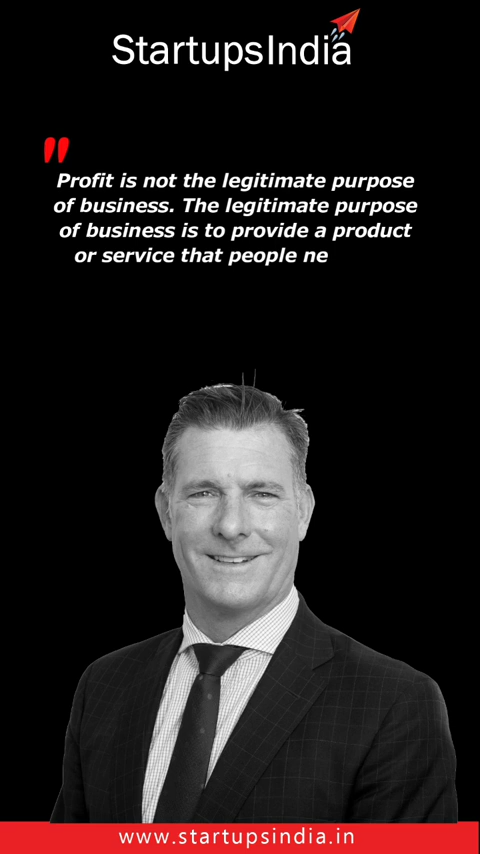 StartupsIndia
"
Profit is not the legitimate purpose
of business. The legitimate purpose
of business is to provide a product
or service that people ne
www.startupsindia.in